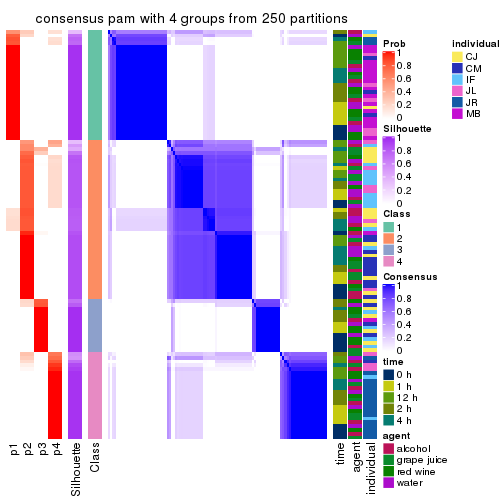 consensus pam with 4 groups from 250 partitions
p1
p2
p3
p4
Silhouette
Class
time
agent
individual
Prob
1
0.8
0.6
0.4
0.2
0
Silhouette
1
0.8
0.6
0.4
0.2
0
Class
1
2
3
4
Consensus
1
0.8
0.6
0.4
0.2
0
time
0 h
1 h
12 h
2 h
4 h
agent
alcohol
grape juice
red wine
water
individual
CJ
CM
IF
JL
JR
MB